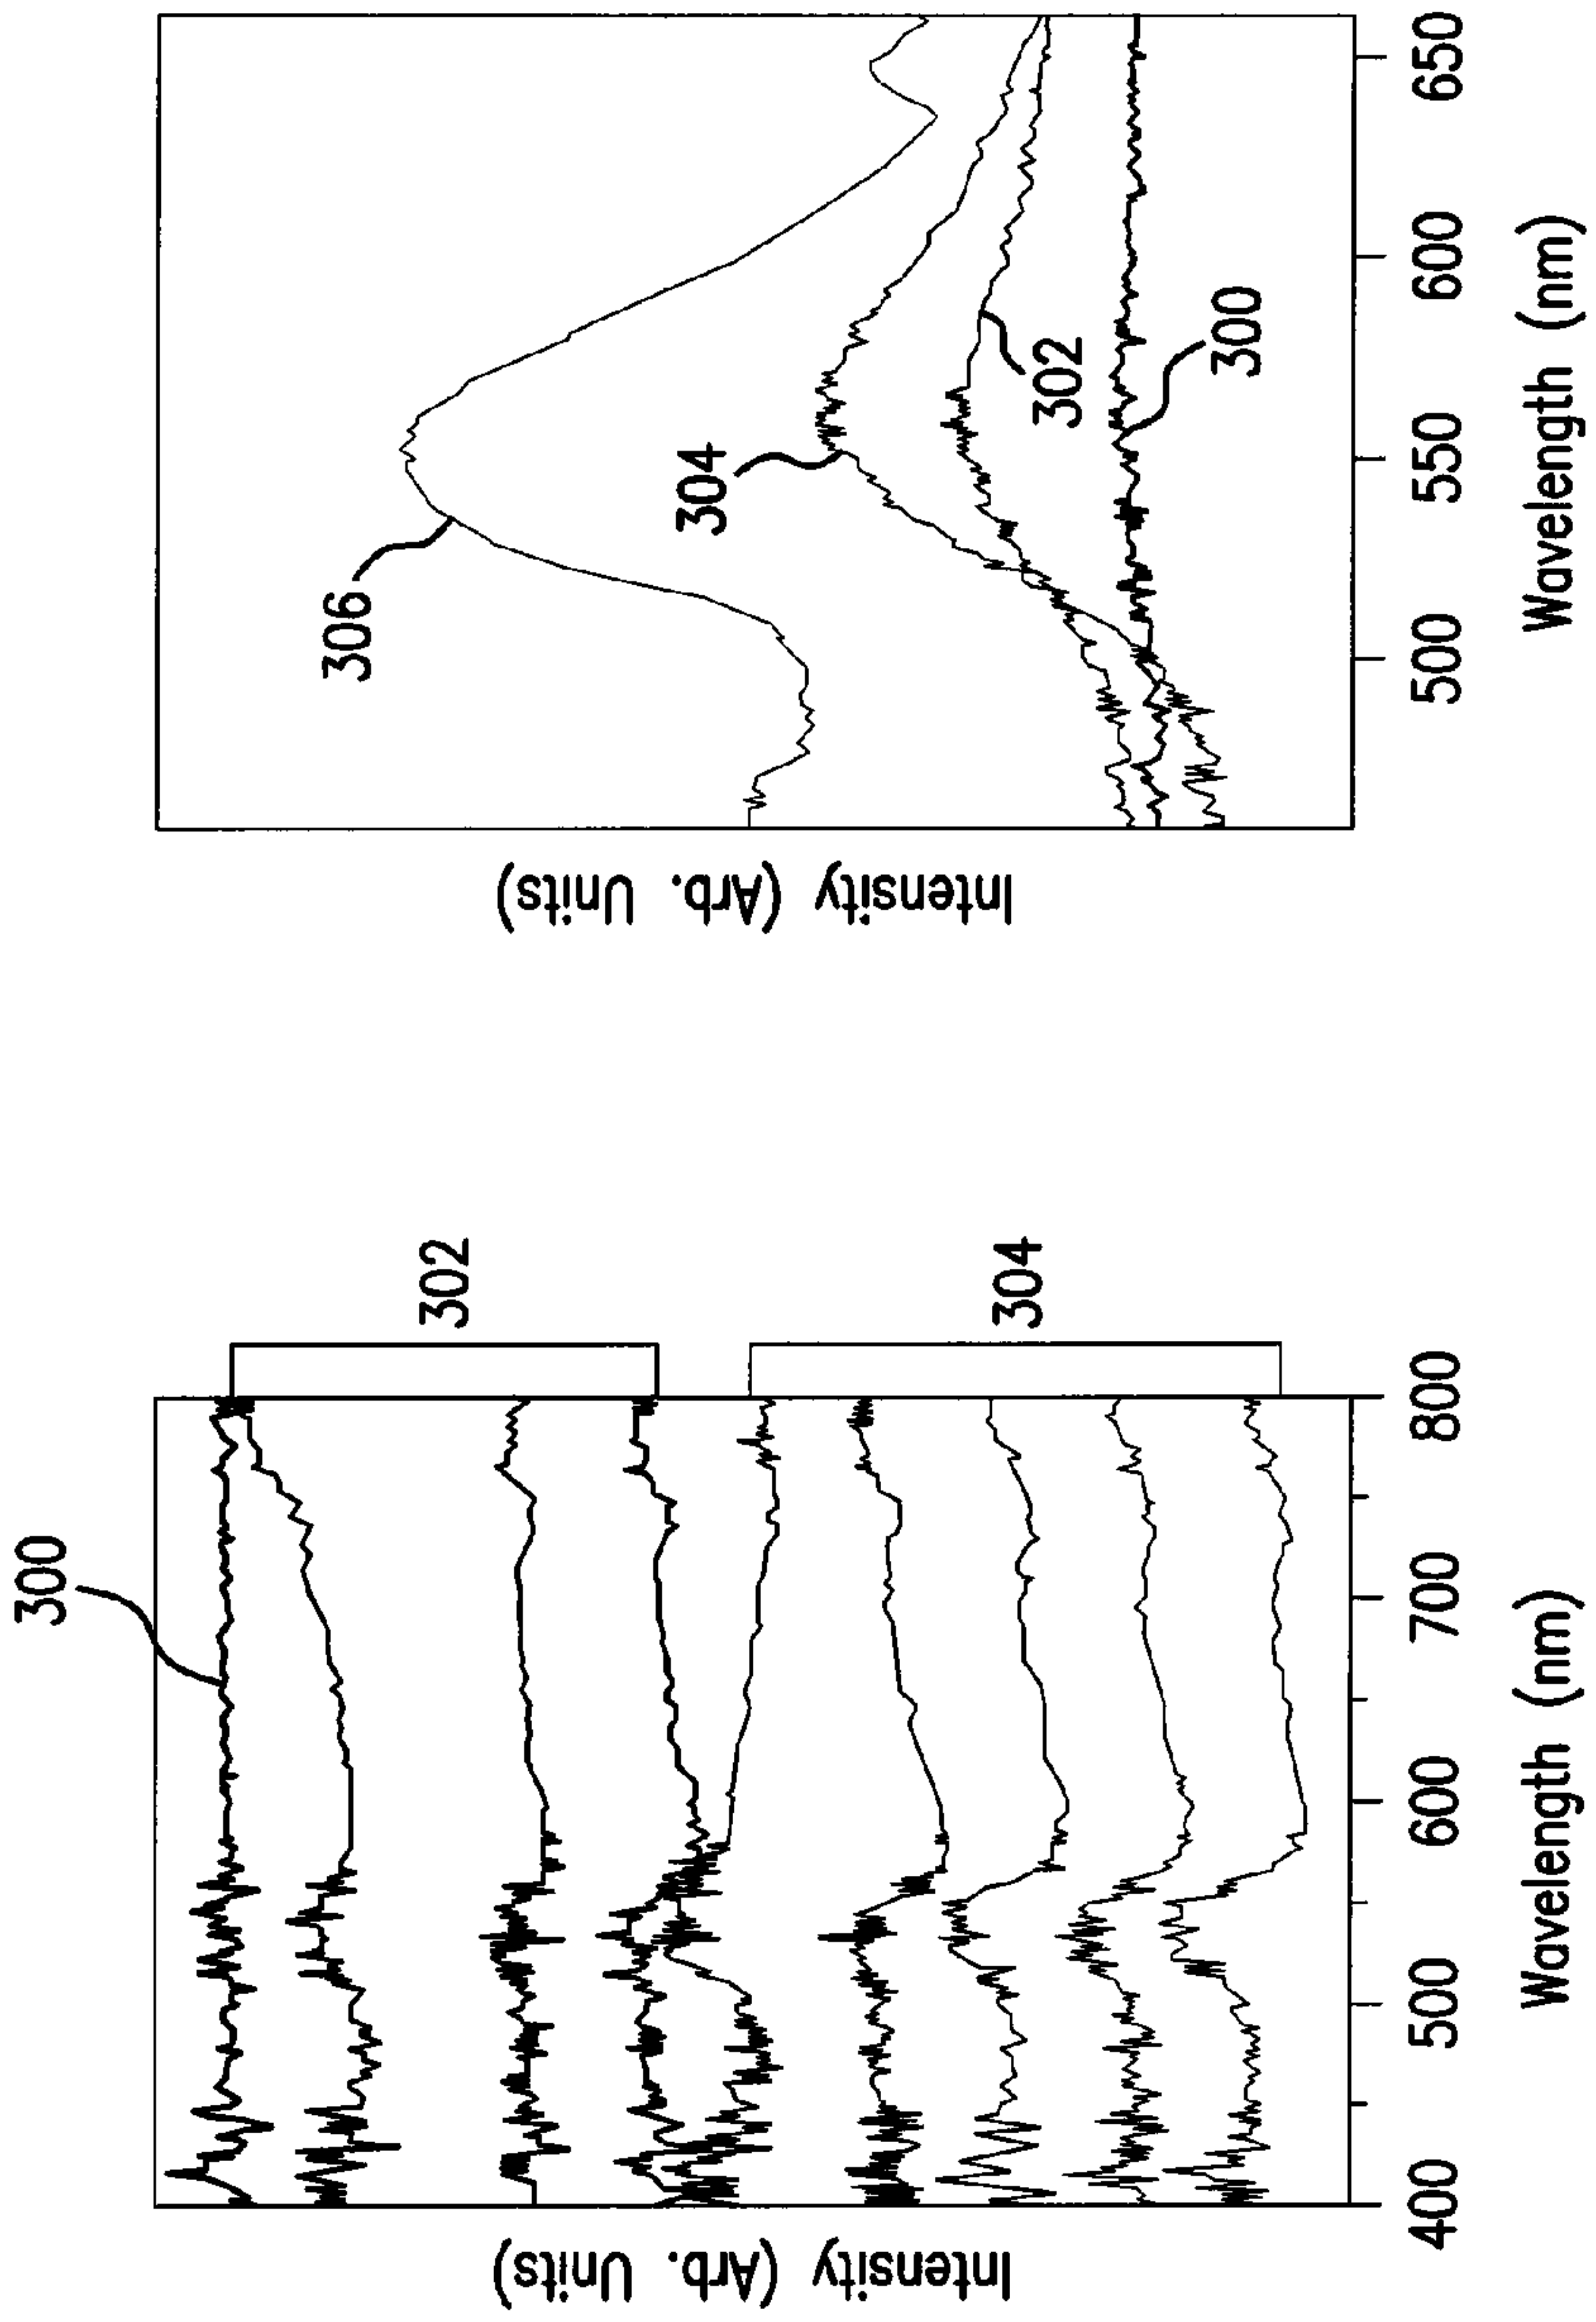 300
302
304
Intensity (Arb. Units)
400 500 600 700 800
Wavelength (nm)
306
304
302
300
Intensity (Arb. Units)
500 550 600 650
Wavelength (nm)